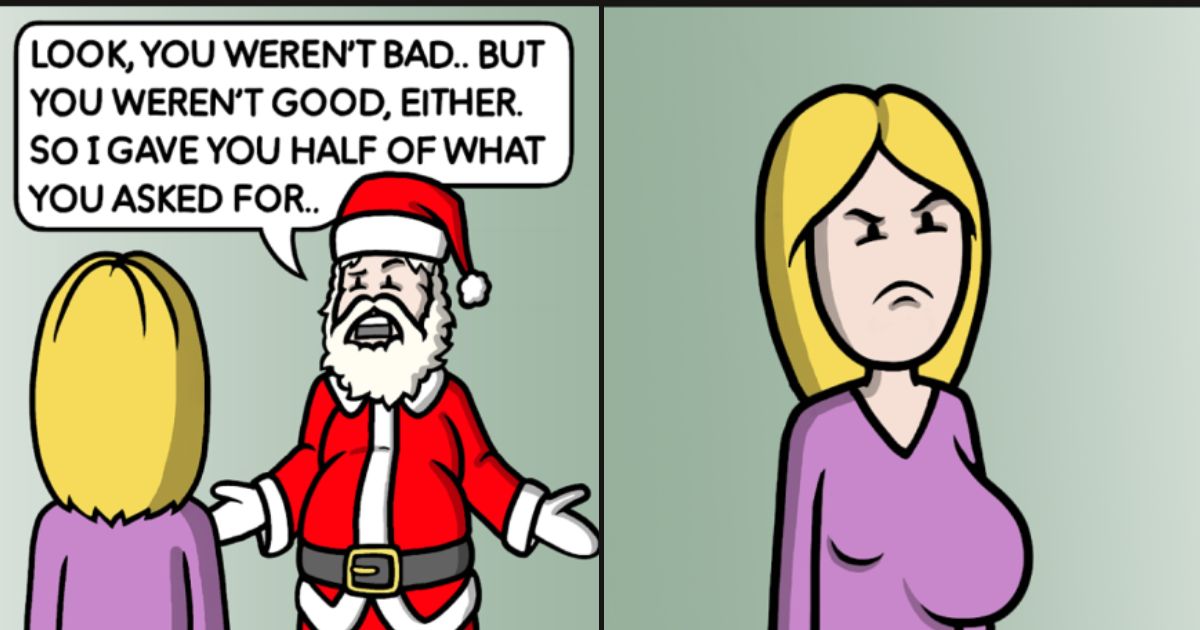 LOOK, YOU WEREN'T BAD.. BUT
YOU WEREN'T GOOD, EITHER.
SO I GAVE YOU HALF OF WHAT
YOU ASKED FOR..